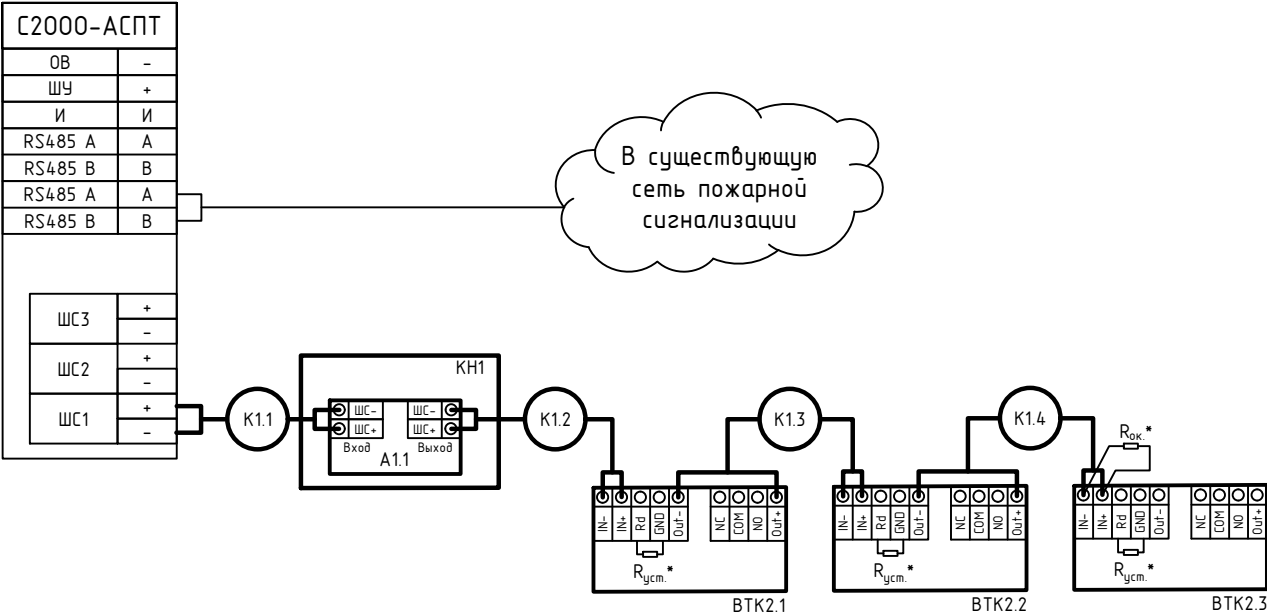 С2000-АСПТ
ОВ -
ШУ +
И И
RS485 A A
RS485 B B
RS485 A A
RS485 B B
В существующую
сеть пожарной
сигнализации
ШС3 + -
ШС2 + -
ШС1 + -
К1.1
КН1
ШС- ШС-
ШС+ ШС+
Вход Выход
А1.1
К1.2
К1.3
К1.4
Rок.*
IN- IN+ Rd GND Out- NC COM NO Out+
Rуст.*
ВТК2.1
IN- IN+ Rd GND Out- NC COM NO Out+
Rуст.*
ВТК2.2
IN- IN+ Rd GND Out- NC COM NO Out+
Rуст.*
ВТК2.3